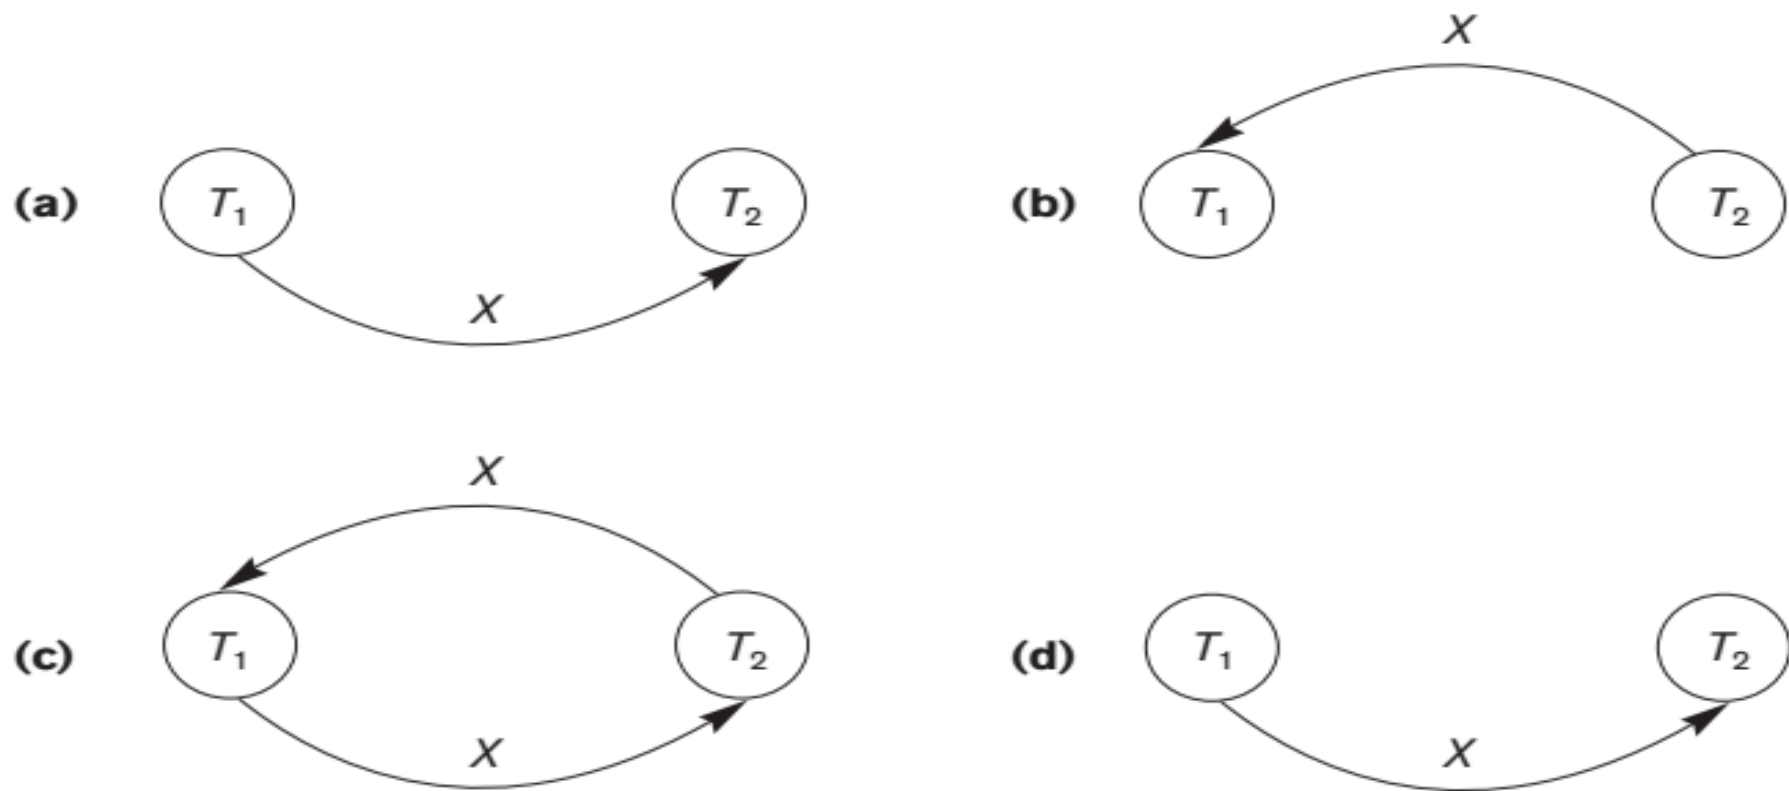 X
(a) T₁ T₂ (b) T₁ T₂
X
X
(c) T₁ T₂ (d) T₁ T₂
X X